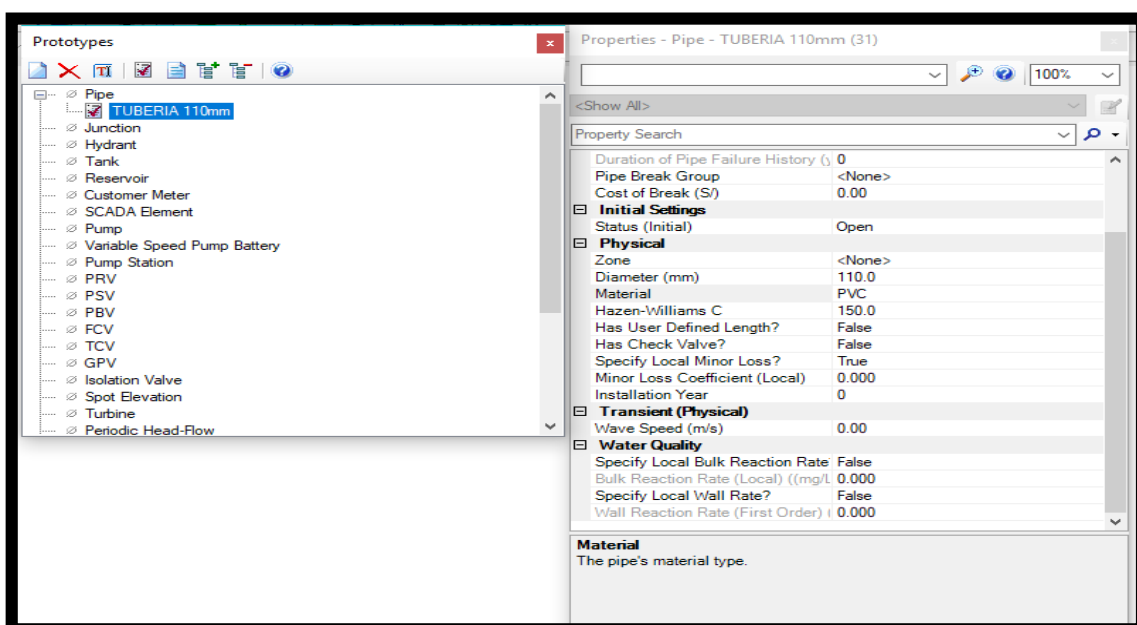 Prototypes
Pipe
TUBERIA 110mm
Junction
Hydrant
Tank
Reservoir
Customer Meter
SCADA Element
Pump
Variable Speed Pump Battery
Pump Station
PRV
PSV
PBV
FCV
TCV
GPV
Isolation Valve
Spot Elevation
Turbine
Periodic Head-Flow
Properties - Pipe - TUBERIA 110mm (31)
100%
<Show All>
Property Search
Duration of Pipe Failure History (y 0
Pipe Break Group <None>
Cost of Break (S/) 0.00
Initial Settings
Status (Initial) Open
Physical
Zone <None>
Diameter (mm) 110.0
Material PVC
Hazen-Williams C 150.0
Has User Defined Length? False
Has Check Valve? False
Specify Local Minor Loss? True
Minor Loss Coefficient (Local) 0.000
Installation Year 0
Transient (Physical)
Wave Speed (m/s) 0.00
Water Quality
Specify Local Bulk Reaction Rate False
Bulk Reaction Rate (Local) ((mg/L 0.000
Specify Local Wall Rate? False
Wall Reaction Rate (First Order) ( 0.000
Material
The pipe's material type.